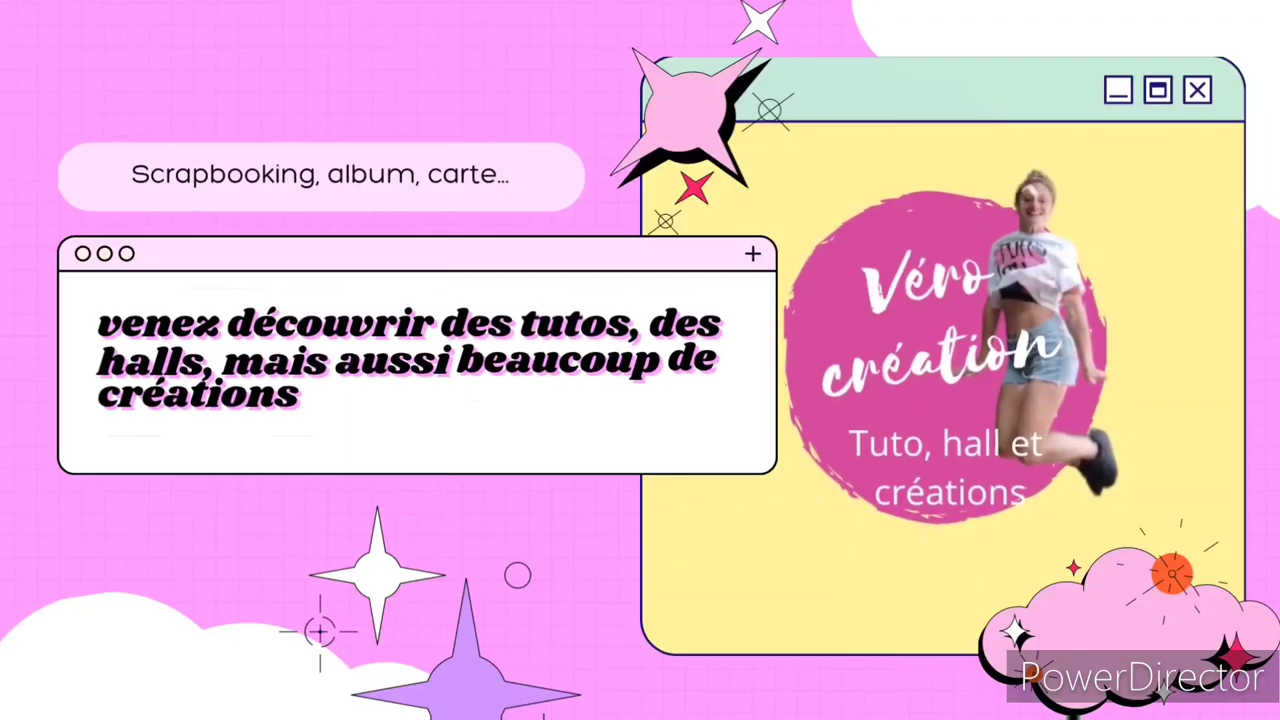 Scrapbooking, album, carte...
venez découvrir des tutos, des
halls, mais aussi beaucoup de
créations
Véro
création
Tuto, hall et
créations
PowerDirector